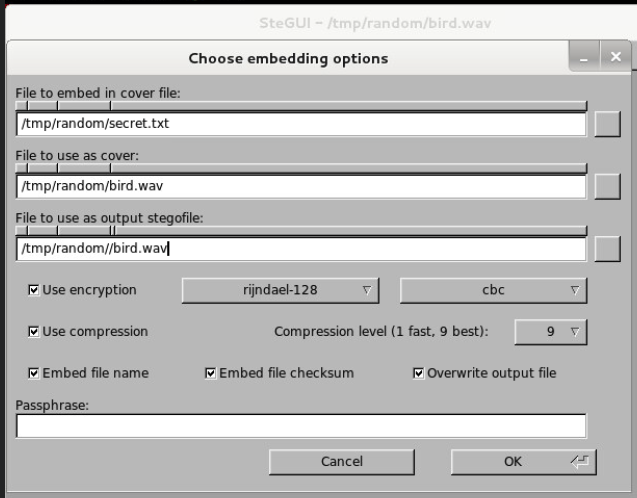 SteGUI - /tmp/random/bird.wav
Choose embedding options
File to embed in cover file:
/tmp/random/secret.txt
File to use as cover:
/tmp/random/bird.wav
File to use as output stegofile:
/tmp/random//bird.wav
Use encryption rijndael-128 cbc
Use compression Compression level (1 fast, 9 best): 9
Embed file name Embed file checksum Overwrite output file
Passphrase:
Cancel OK